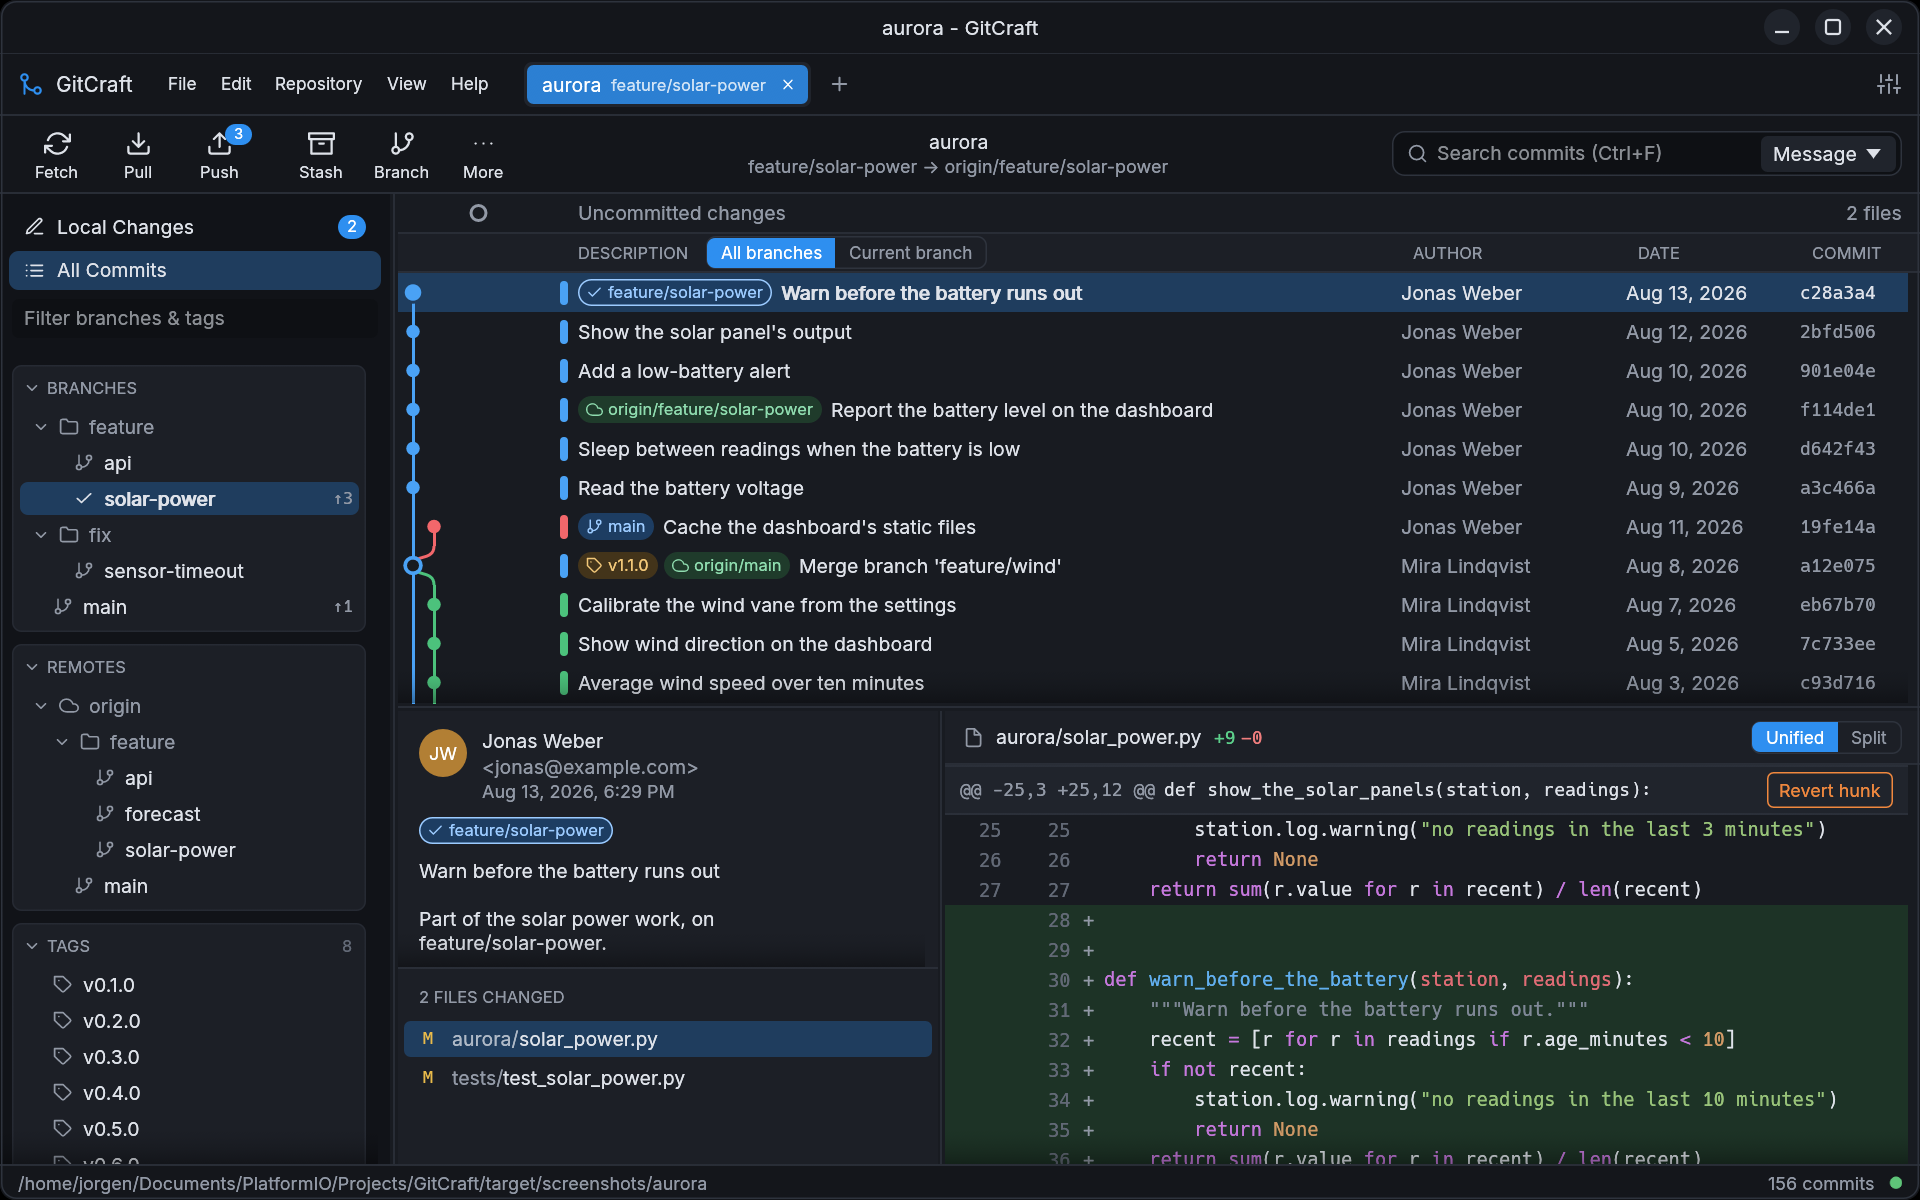 aurora - GitCraft
GitCraft File Edit Repository View Help aurora feature/solar-power × +
Fetch Pull Push 3 Stash Branch ... More
aurora
feature/solar-power → origin/feature/solar-power
Search commits (Ctrl+F) Message ▼
Local Changes 2
All Commits
Filter branches & tags
BRANCHES
feature
api
solar-power ↑3
fix
sensor-timeout
main ↑1
REMOTES
origin
feature
api
forecast
solar-power
main
TAGS 8
v0.1.0
v0.2.0
v0.3.0
v0.4.0
v0.5.0
v0.6.0
Uncommitted changes 2 files
DESCRIPTION All branches Current branch AUTHOR DATE COMMIT
feature/solar-power Warn before the battery runs out Jonas Weber Aug 13, 2026 c28a3a4
Show the solar panel's output Jonas Weber Aug 12, 2026 2bfd506
Add a low-battery alert Jonas Weber Aug 10, 2026 901e04e
origin/feature/solar-power Report the battery level on the dashboard Jonas Weber Aug 10, 2026 f114de1
Sleep between readings when the battery is low Jonas Weber Aug 10, 2026 d642f43
Read the battery voltage Jonas Weber Aug 9, 2026 a3c466a
main Cache the dashboard's static files Jonas Weber Aug 11, 2026 19fe14a
v1.1.0 origin/main Merge branch 'feature/wind' Mira Lindqvist Aug 8, 2026 a12e075
Calibrate the wind vane from the settings Mira Lindqvist Aug 7, 2026 eb67b70
Show wind direction on the dashboard Mira Lindqvist Aug 5, 2026 7c733ee
Average wind speed over ten minutes Mira Lindqvist Aug 3, 2026 c93d716
JW
Jonas Weber
<jonas@example.com>
Aug 13, 2026, 6:29 PM
feature/solar-power
Warn before the battery runs out
Part of the solar power work, on
feature/solar-power.
2 FILES CHANGED
M aurora/solar_power.py
M tests/test_solar_power.py
aurora/solar_power.py +9 −0 Unified Split
@@ -25,3 +25,12 @@ def show_the_solar_panels(station, readings): Revert hunk
25 25 station.log.warning("no readings in the last 3 minutes")
26 26 return None
27 27 return sum(r.value for r in recent) / len(recent)
28 +
29 +
30 + def warn_before_the_battery(station, readings):
31 + """Warn before the battery runs out."""
32 + recent = [r for r in readings if r.age_minutes < 10]
33 + if not recent:
34 + station.log.warning("no readings in the last 10 minutes")
35 + return None
36 + return sum(r.value for r in recent) / len(recent)
/home/jorgen/Documents/PlatformIO/Projects/GitCraft/target/screenshots/aurora 156 commits